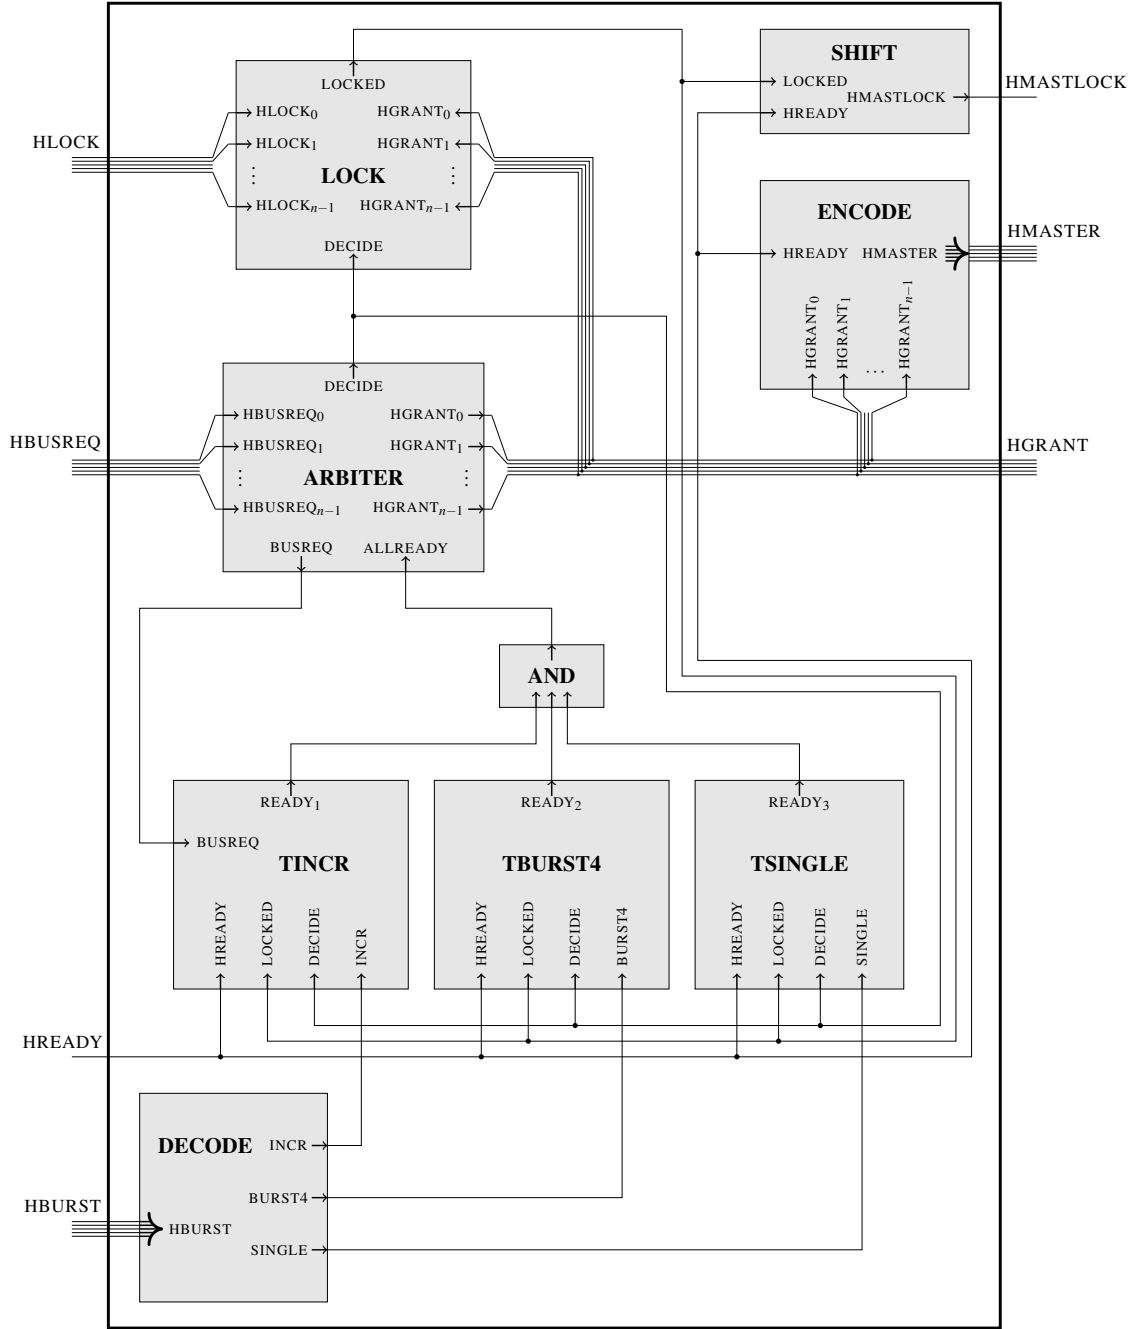 SHIFT
LOCKED
HMASTLOCK
HREADY
HMASTLOCK
LOCKED
HLOCK₀ HGRANT₀
HLOCK
HLOCK₁ HGRANT₁
⋮ LOCK ⋮
HLOCKₙ₋₁ HGRANTₙ₋₁
DECIDE
ENCODE
HREADY HMASTER
HMASTER
HGRANT₀ HGRANT₁ ... HGRANTₙ₋₁
DECIDE
HBUSREQ₀ HGRANT₀
HBUSREQ
HBUSREQ₁ HGRANT₁
⋮ ARBITER ⋮
HBUSREQₙ₋₁ HGRANTₙ₋₁
BUSREQ ALLREADY
HGRANT
AND
READY₁
BUSREQ
TINCR
HREADY LOCKED DECIDE INCR
READY₂
TBURST4
HREADY LOCKED DECIDE BURST4
READY₃
TSINGLE
HREADY LOCKED DECIDE SINGLE
HREADY
DECODE INCR
BURST4
HBURST
HBURST
SINGLE